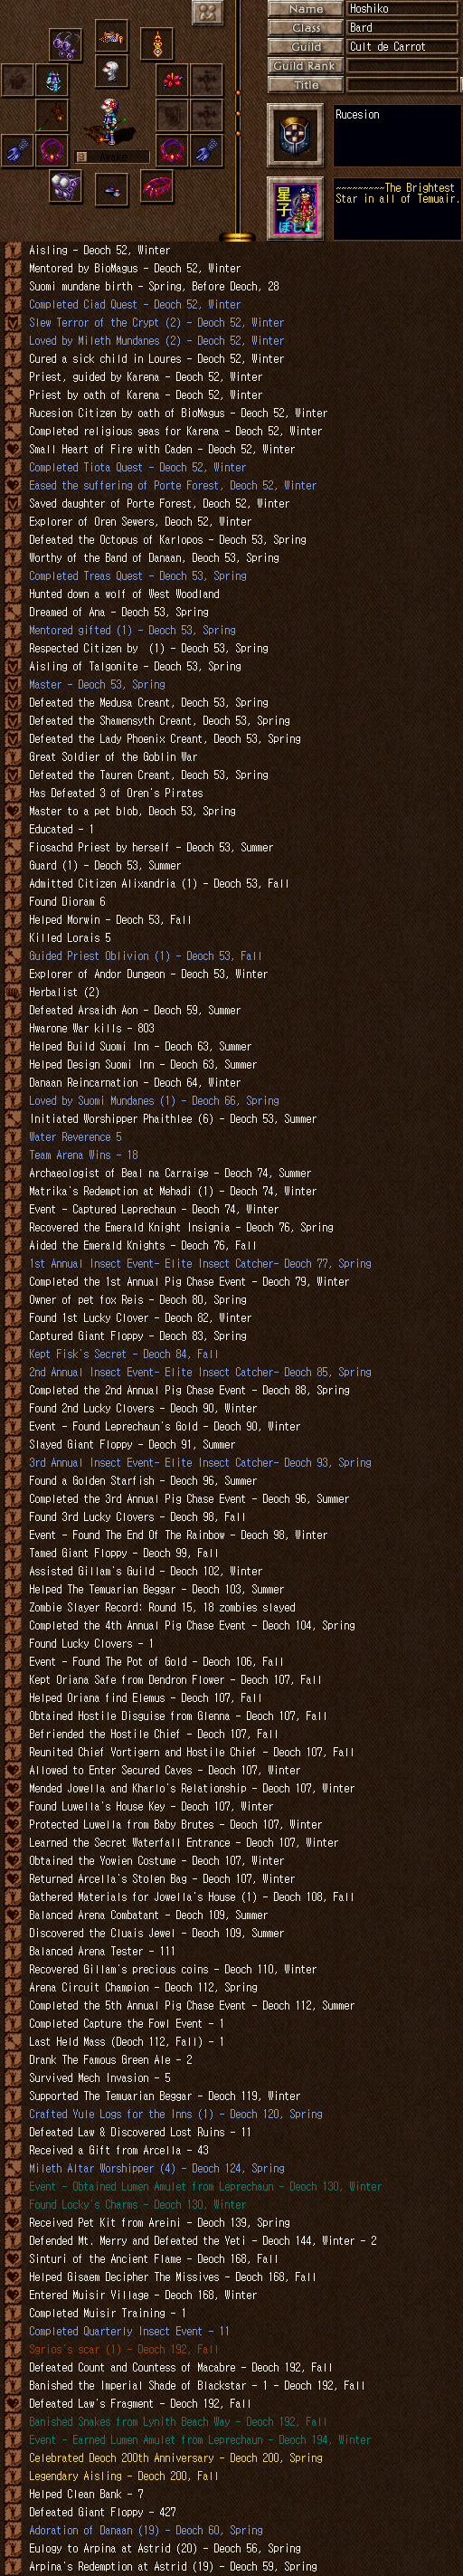 Name Hoshiko
Class Bard
Guild Cult de Carrot
Guild Rank
Title
Rucesion
Awake
星子
ほしこ
~~~~~~~~~The Brightest
Star in all of Temuair.
Aisling - Deoch 52, Winter
Mentored by BioMagus - Deoch 52, Winter
Suomi mundane birth - Spring, Before Deoch, 28
Completed Ciad Quest - Deoch 52, Winter
Slew Terror of the Crypt (2) - Deoch 52, Winter
Loved by Mileth Mundanes (2) - Deoch 52, Winter
Cured a sick child in Loures - Deoch 52, Winter
Priest, guided by Karena - Deoch 52, Winter
Priest by oath of Karena - Deoch 52, Winter
Rucesion Citizen by oath of BioMagus - Deoch 52, Winter
Completed religious geas for Karena - Deoch 52, Winter
Small Heart of Fire with Caden - Deoch 52, Winter
Completed Tiota Quest - Deoch 52, Winter
Eased the suffering of Porte Forest, Deoch 52, Winter
Saved daughter of Porte Forest, Deoch 52, Winter
Explorer of Oren Sewers, Deoch 52, Winter
Defeated the Octopus of Karlopos - Deoch 53, Spring
Worthy of the Band of Danaan, Deoch 53, Spring
Completed Treas Quest - Deoch 53, Spring
Hunted down a wolf of West Woodland
Dreamed of Ana - Deoch 53, Spring
Mentored gifted (1) - Deoch 53, Spring
Respected Citizen by  (1) - Deoch 53, Spring
Aisling of Talgonite - Deoch 53, Spring
Master - Deoch 53, Spring
Defeated the Medusa Creant, Deoch 53, Spring
Defeated the Shamensyth Creant, Deoch 53, Spring
Defeated the Lady Phoenix Creant, Deoch 53, Spring
Great Soldier of the Goblin War
Defeated the Tauren Creant, Deoch 53, Spring
Has Defeated 3 of Oren's Pirates
Master to a pet blob, Deoch 53, Spring
Educated - 1
Fiosachd Priest by herself - Deoch 53, Summer
Guard (1) - Deoch 53, Summer
Admitted Citizen Alixandria (1) - Deoch 53, Fall
Found Dioram 6
Helped Morwin - Deoch 53, Fall
Killed Lorais 5
Guided Priest Oblivion (1) - Deoch 53, Fall
Explorer of Andor Dungeon - Deoch 53, Winter
Herbalist (2)
Defeated Arsaidh Aon - Deoch 59, Summer
Hwarone War kills - 803
Helped Build Suomi Inn - Deoch 63, Summer
Helped Design Suomi Inn - Deoch 63, Summer
Danaan Reincarnation - Deoch 64, Winter
Loved by Suomi Mundanes (1) - Deoch 66, Spring
Initiated Worshipper Phaithlee (6) - Deoch 53, Summer
Water Reverence 5
Team Arena Wins - 18
Archaeologist of Beal na Carraige - Deoch 74, Summer
Matrika's Redemption at Mehadi (1) - Deoch 74, Winter
Event - Captured Leprechaun - Deoch 74, Winter
Recovered the Emerald Knight Insignia - Deoch 76, Spring
Aided the Emerald Knights - Deoch 76, Fall
1st Annual Insect Event- Elite Insect Catcher- Deoch 77, Spring
Completed the 1st Annual Pig Chase Event - Deoch 79, Winter
Owner of pet fox Reis - Deoch 80, Spring
Found 1st Lucky Clover - Deoch 82, Winter
Captured Giant Floppy - Deoch 83, Spring
Kept Fisk's Secret - Deoch 84, Fall
2nd Annual Insect Event- Elite Insect Catcher- Deoch 85, Spring
Completed the 2nd Annual Pig Chase Event - Deoch 88, Spring
Found 2nd Lucky Clovers - Deoch 90, Winter
Event - Found Leprechaun's Gold - Deoch 90, Winter
Slayed Giant Floppy - Deoch 91, Summer
3rd Annual Insect Event- Elite Insect Catcher- Deoch 93, Spring
Found a Golden Starfish - Deoch 96, Summer
Completed the 3rd Annual Pig Chase Event - Deoch 96, Summer
Found 3rd Lucky Clovers - Deoch 98, Fall
Event - Found The End Of The Rainbow - Deoch 98, Winter
Tamed Giant Floppy - Deoch 99, Fall
Assisted Gillam's Guild - Deoch 102, Winter
Helped The Temuarian Beggar - Deoch 103, Summer
Zombie Slayer Record: Round 15, 18 zombies slayed
Completed the 4th Annual Pig Chase Event - Deoch 104, Spring
Found Lucky Clovers - 1
Event - Found The Pot of Gold - Deoch 106, Fall
Kept Oriana Safe from Dendron Flower - Deoch 107, Fall
Helped Oriana find Elemus - Deoch 107, Fall
Obtained Hostile Disguise from Glenna - Deoch 107, Fall
Befriended the Hostile Chief - Deoch 107, Fall
Reunited Chief Vortigern and Hostile Chief - Deoch 107, Fall
Allowed to Enter Secured Caves - Deoch 107, Winter
Mended Jowella and Kharlo's Relationship - Deoch 107, Winter
Found Luwella's House Key - Deoch 107, Winter
Protected Luwella from Baby Brutes - Deoch 107, Winter
Learned the Secret Waterfall Entrance - Deoch 107, Winter
Obtained the Yowien Costume - Deoch 107, Winter
Returned Arcella's Stolen Bag - Deoch 107, Winter
Gathered Materials for Jowella's House (1) - Deoch 108, Fall
Balanced Arena Combatant - Deoch 109, Summer
Discovered the Cluais Jewel - Deoch 109, Summer
Balanced Arena Tester - 111
Recovered Gillam's precious coins - Deoch 110, Winter
Arena Circuit Champion - Deoch 112, Spring
Completed the 5th Annual Pig Chase Event - Deoch 112, Summer
Completed Capture the Fowl Event - 1
Last Held Mass (Deoch 112, Fall) - 1
Drank The Famous Green Ale - 2
Survived Mech Invasion - 5
Supported The Temuarian Beggar - Deoch 119, Winter
Crafted Yule Logs for the Inns (1) - Deoch 120, Spring
Defeated Law & Discovered Lost Ruins - 11
Received a Gift from Arcella - 43
Mileth Altar Worshipper (4) - Deoch 124, Spring
Event - Obtained Lumen Amulet from Leprechaun - Deoch 130, Winter
Found Locky's Charms - Deoch 130, Winter
Received Pet Kit from Areini - Deoch 139, Spring
Defended Mt. Merry and Defeated the Yeti - Deoch 144, Winter - 2
Sinturi of the Ancient Flame - Deoch 168, Fall
Helped Gisaem Decipher The Missives - Deoch 168, Fall
Entered Muisir Village - Deoch 168, Winter
Completed Muisir Training - 1
Completed Quarterly Insect Event - 11
Sgrios's scar (1) - Deoch 192, Fall
Defeated Count and Countess of Macabre - Deoch 192, Fall
Banished the Imperial Shade of Blackstar - 1 - Deoch 192, Fall
Defeated Law's Fragment - Deoch 192, Fall
Banished Snakes from Lynith Beach Way - Deoch 192, Fall
Event - Earned Lumen Amulet from Leprechaun - Deoch 194, Winter
Celebrated Deoch 200th Anniversary - Deoch 200, Spring
Legendary Aisling - Deoch 200, Fall
Helped Clean Bank - 7
Defeated Giant Floppy - 427
Adoration of Danaan (19) - Deoch 60, Spring
Eulogy to Arpina at Astrid (20) - Deoch 56, Spring
Arpina's Redemption at Astrid (19) - Deoch 59, Spring